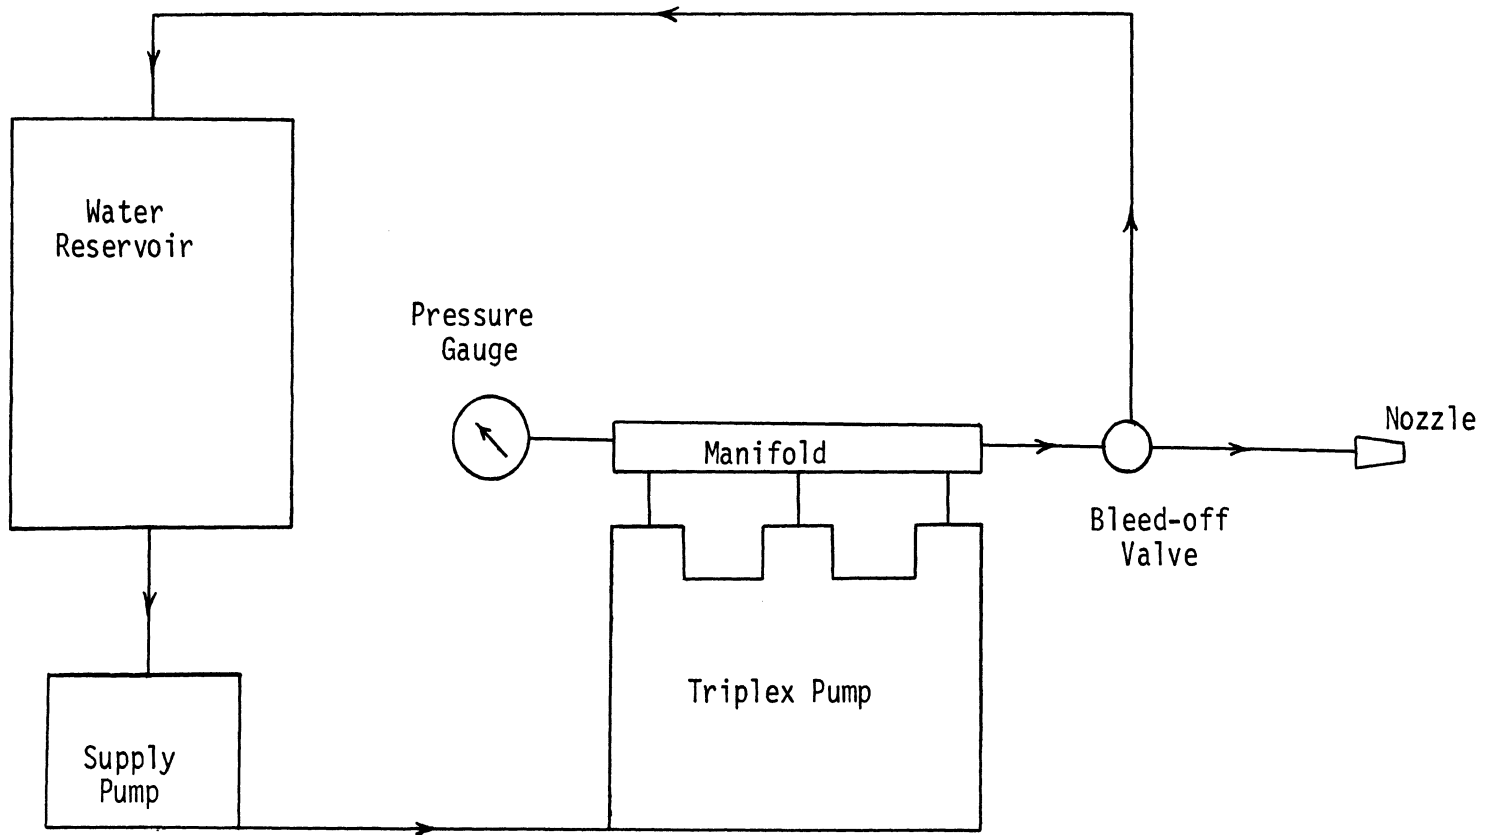 Water
Reservoir
Pressure
Gauge
Nozzle
Manifold
Bleed-off
Valve
Triplex Pump
Supply
Pump